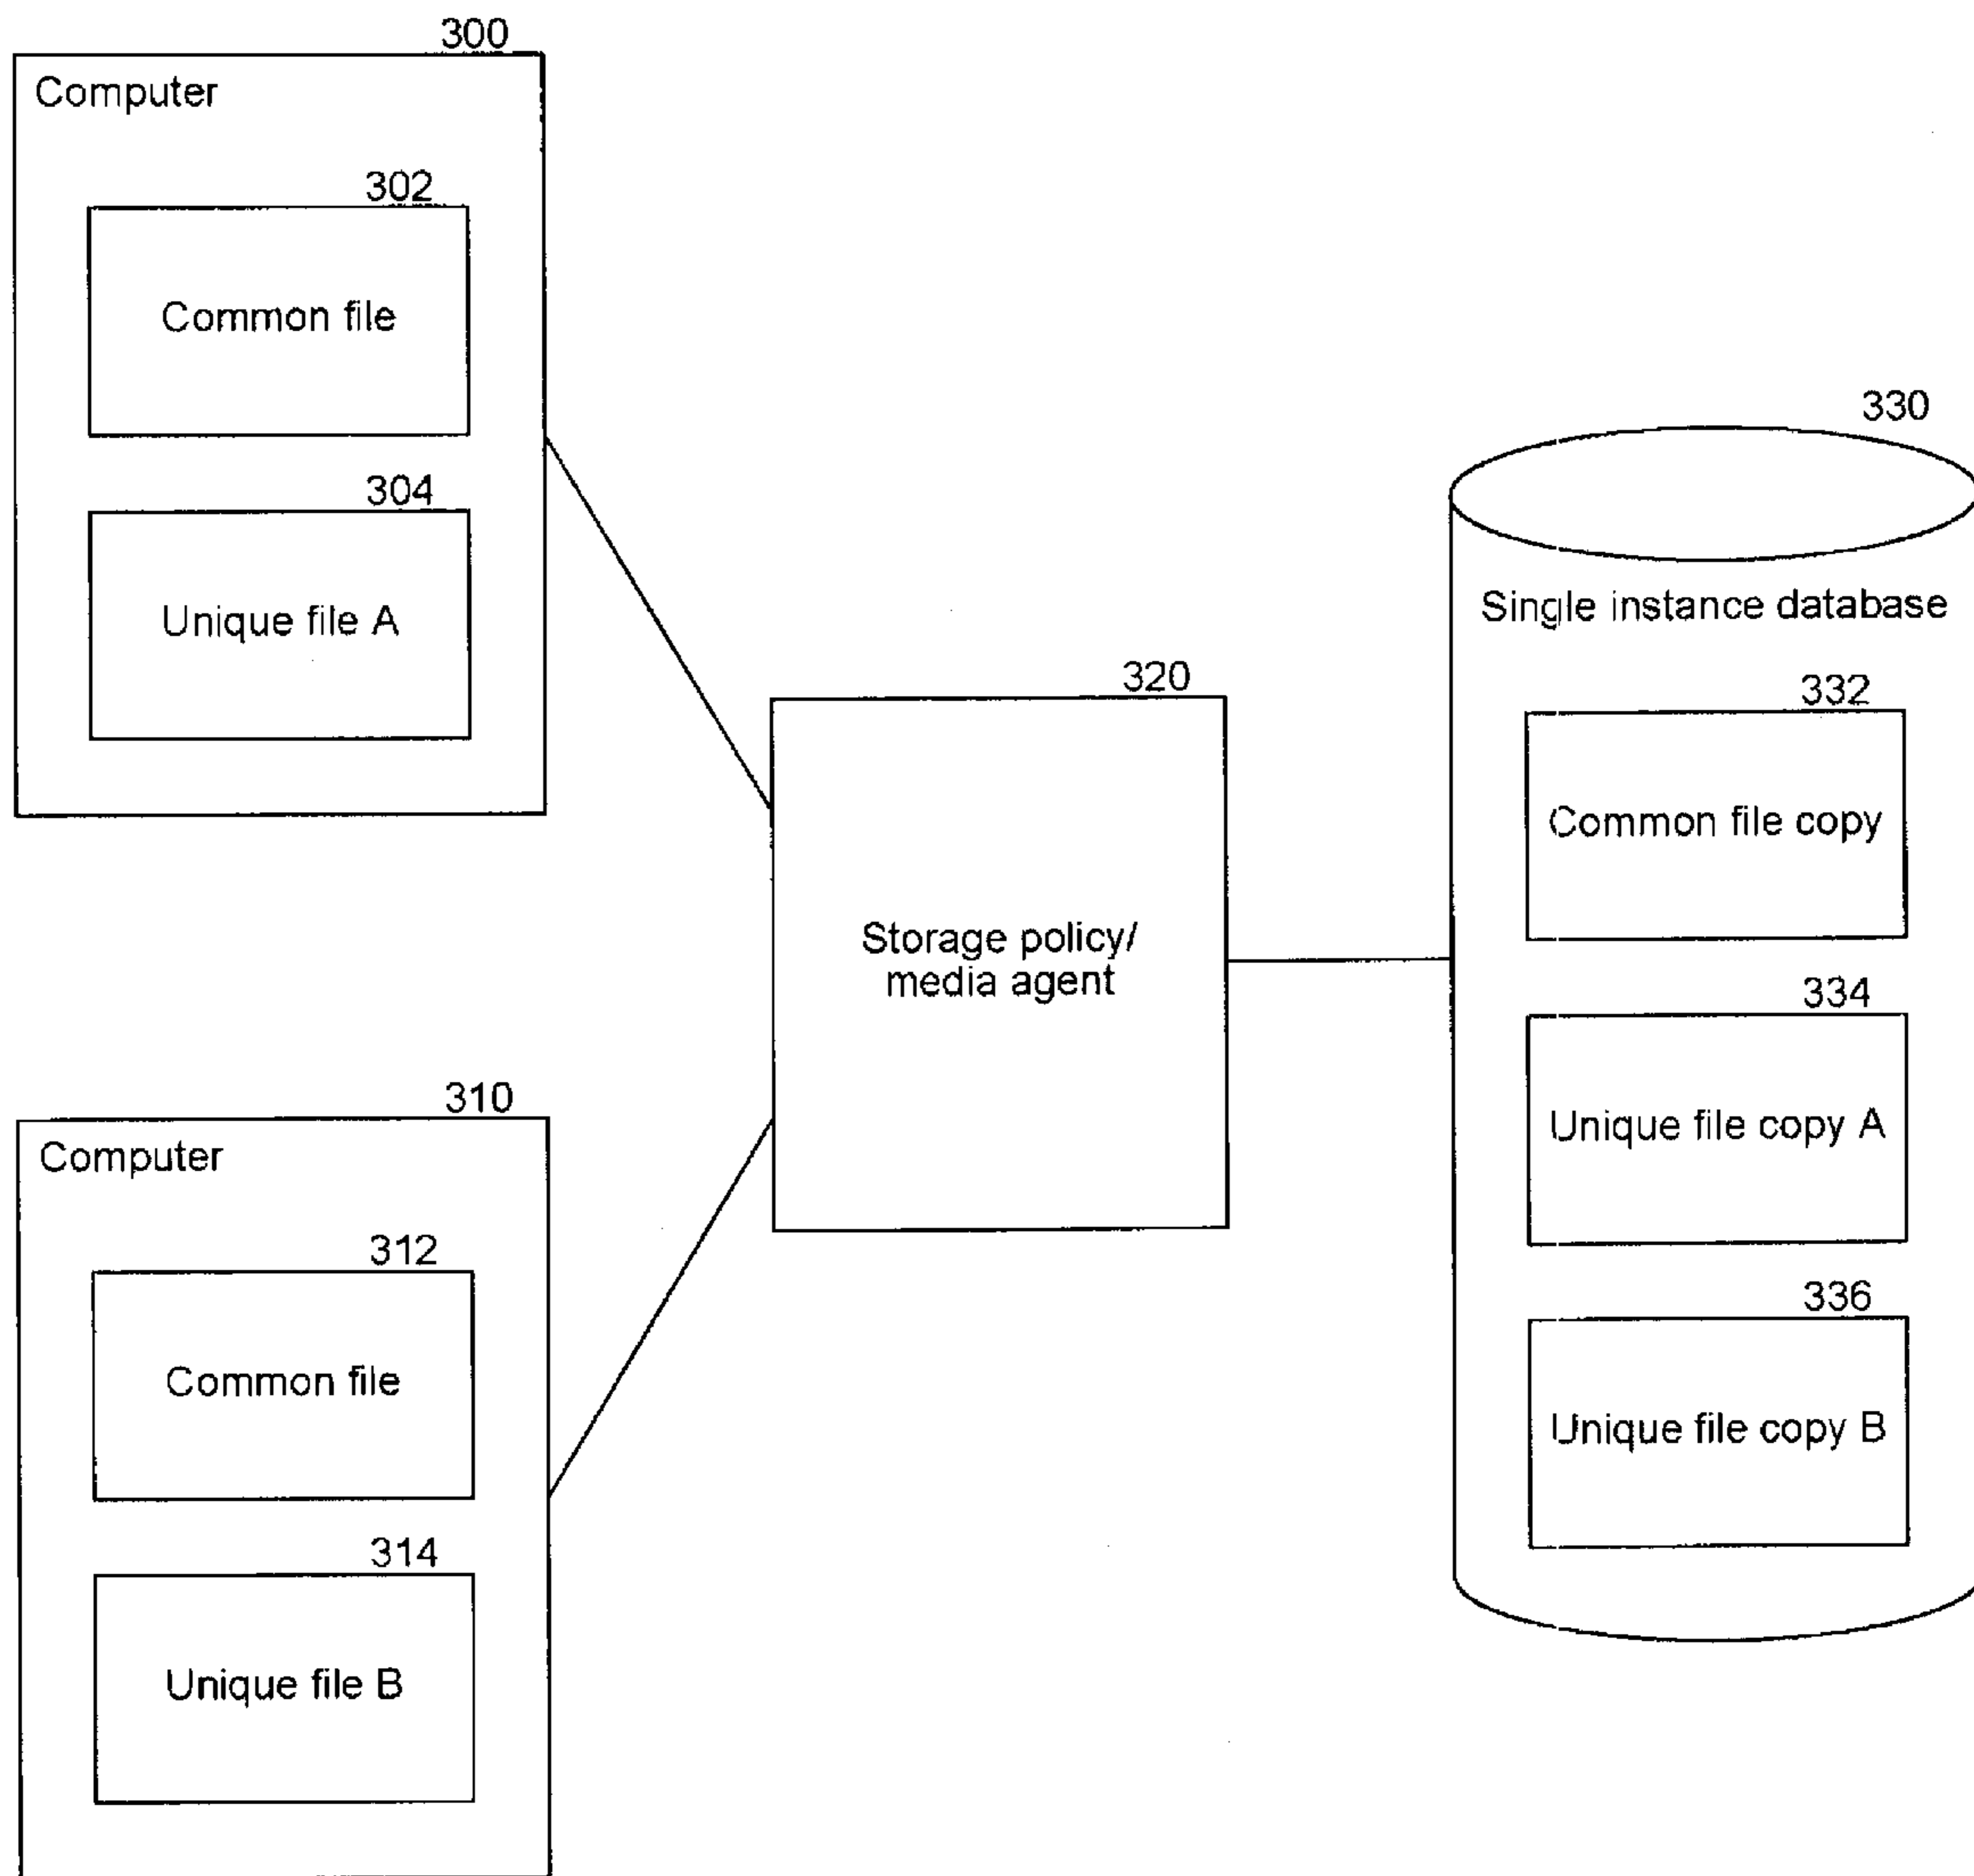 300
Computer
302
Common file
304
Unique file A
310
Computer
312
Common file
314
Unique file B
320
Storage policy/
media agent
330
Single instance database
332
Common file copy
334
Unique file copy A
336
Unique file copy B